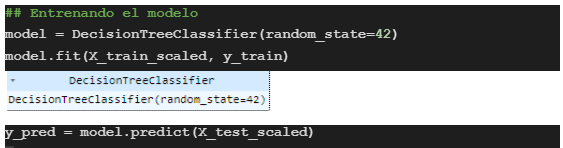 ## Entrenando el modelo
model = DecisionTreeClassifier(random_state=42)
model.fit(X_train_scaled, y_train)
DecisionTreeClassifier
DecisionTreeClassifier(random_state=42)
y_pred = model.predict(X_test_scaled)